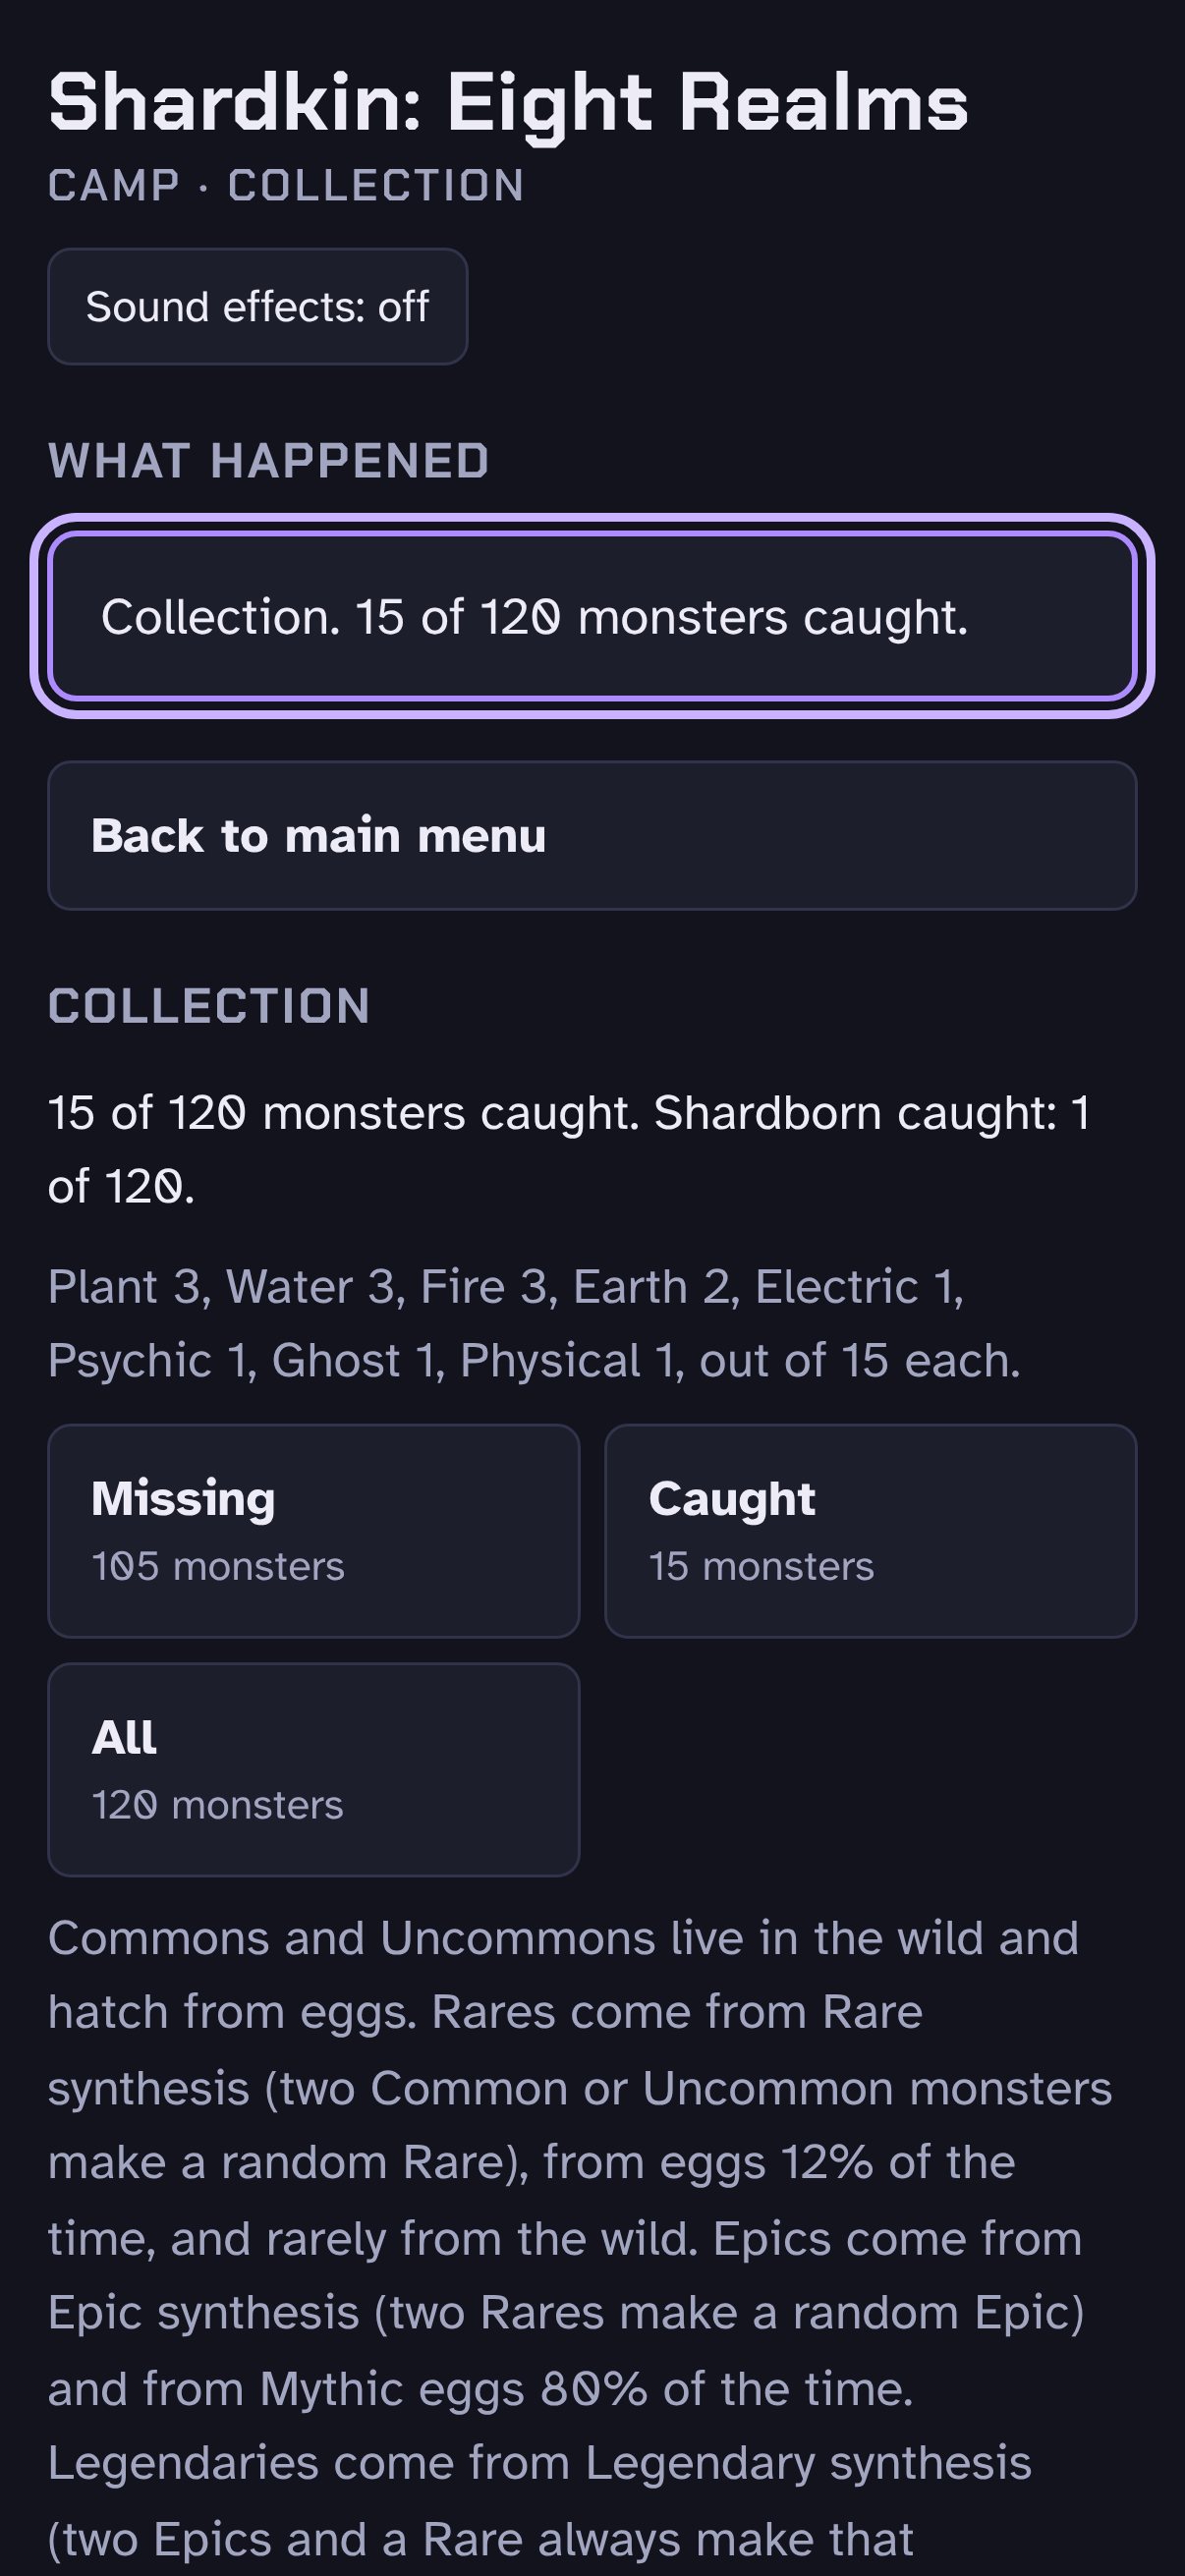 Shardkin: Eight Realms
CAMP · COLLECTION
Sound effects: off
WHAT HAPPENED
Collection. 15 of 120 monsters caught.
Back to main menu
COLLECTION
15 of 120 monsters caught. Shardborn caught: 1
of 120.
Plant 3, Water 3, Fire 3, Earth 2, Electric 1,
Psychic 1, Ghost 1, Physical 1, out of 15 each.
Missing
105 monsters
Caught
15 monsters
All
120 monsters
Commons and Uncommons live in the wild and
hatch from eggs. Rares come from Rare
synthesis (two Common or Uncommon monsters
make a random Rare), from eggs 12% of the
time, and rarely from the wild. Epics come from
Epic synthesis (two Rares make a random Epic)
and from Mythic eggs 80% of the time.
Legendaries come from Legendary synthesis
(two Epics and a Rare always make that